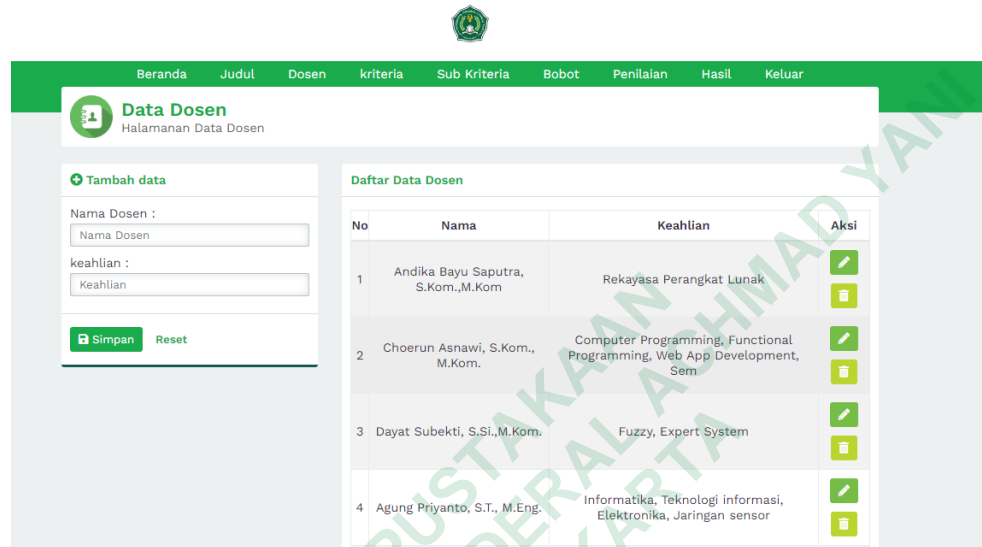 Beranda Judul Dosen kriteria Sub Kriteria Bobot Penilaian Hasil Keluar
Data Dosen
Halamanan Data Dosen
Tambah data
Nama Dosen :
Nama Dosen
keahlian :
Keahlian
Simpan Reset
Daftar Data Dosen
No Nama Keahlian Aksi
1 Andika Bayu Saputra, S.Kom.,M.Kom Rekayasa Perangkat Lunak
2 Choerun Asnawi, S.Kom., M.Kom. Computer Programming, Functional Programming, Web App Development, Sem
3 Dayat Subekti, S.Si.,M.Kom. Fuzzy, Expert System
4 Agung Priyanto, S.T., M.Eng. Informatika, Teknologi informasi, Elektronika, Jaringan sensor